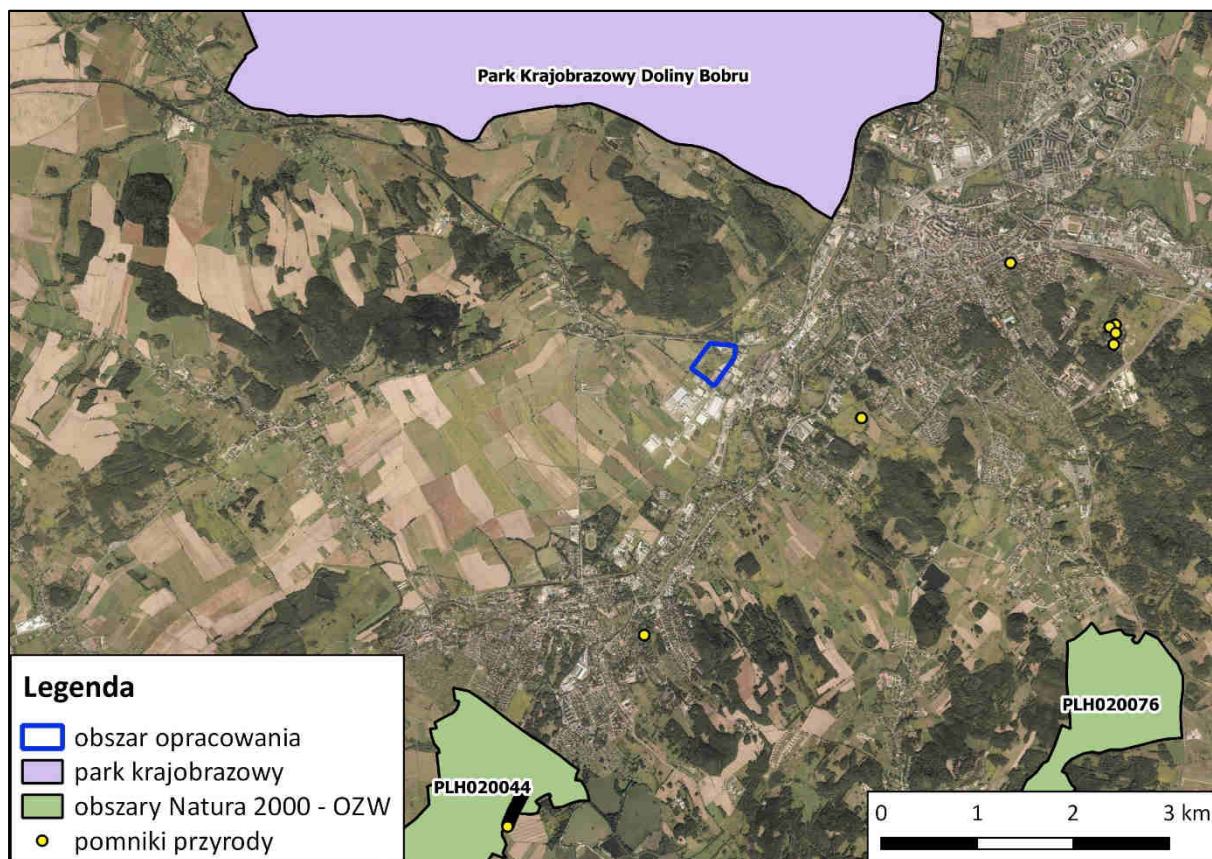 Park Krajobrazowy Doliny Bobru
PLH020076
PLH020044
Legenda
obszar opracowania
park krajobrazowy
obszary Natura 2000 - OZW
pomniki przyrody
0 1 2 3 km